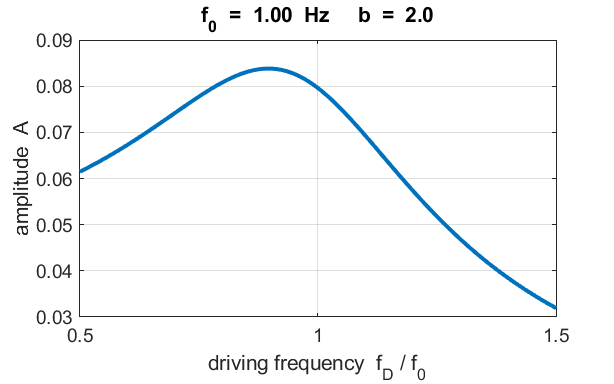 f₀ = 1.00 Hz b = 2.0
0.09
0.08
0.07
0.06
0.05
0.04
0.03
amplitude A
0.5 1 1.5
driving frequency f_D / f₀